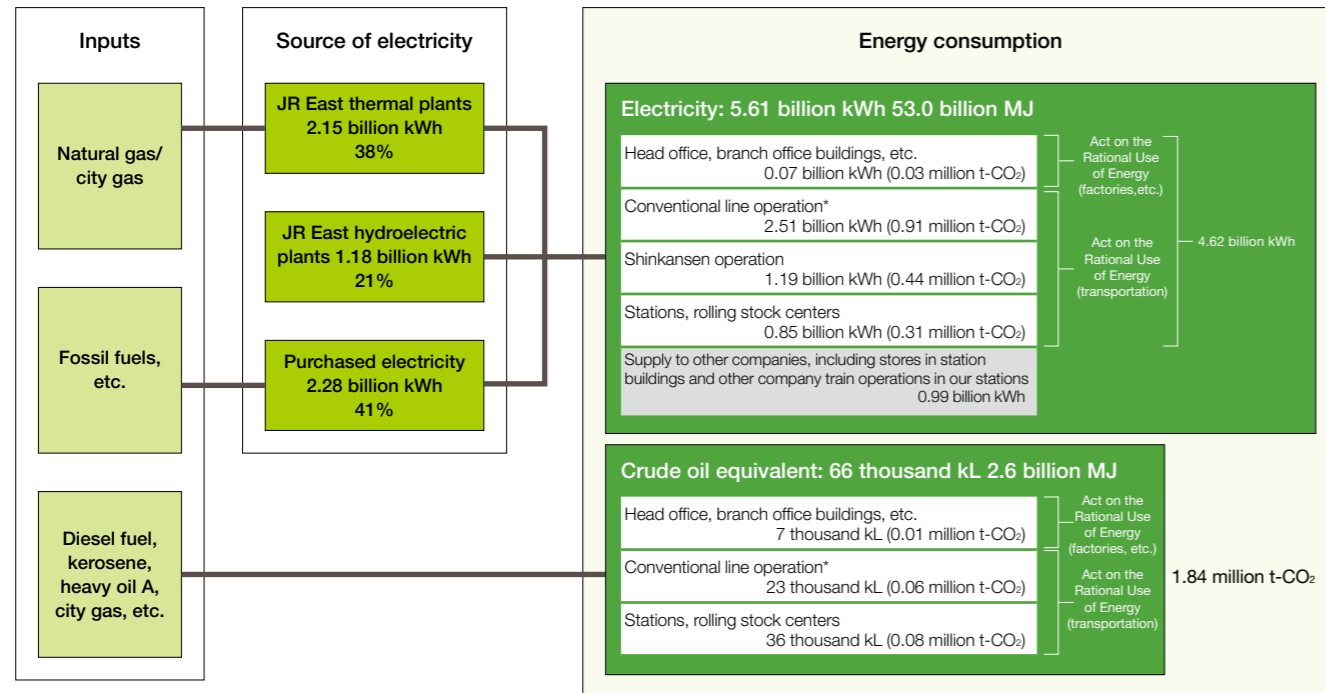 Inputs
Source of electricity
Energy consumption
Natural gas/
city gas
Fossil fuels,
etc.
Diesel fuel,
kerosene,
heavy oil A,
city gas, etc.
JR East thermal plants
2.15 billion kWh
38%
JR East hydroelectric
plants 1.18 billion kWh
21%
Purchased electricity
2.28 billion kWh
41%
Electricity: 5.61 billion kWh 53.0 billion MJ
Head office, branch office buildings, etc.
0.07 billion kWh (0.03 million t-CO₂)
Conventional line operation*
2.51 billion kWh (0.91 million t-CO₂)
Shinkansen operation
1.19 billion kWh (0.44 million t-CO₂)
Stations, rolling stock centers
0.85 billion kWh (0.31 million t-CO₂)
Supply to other companies, including stores in station
buildings and other company train operations in our stations
0.99 billion kWh
Act on the
Rational Use
of Energy
(factories,etc.)
Act on the
Rational Use
of Energy
(transportation)
4.62 billion kWh
Crude oil equivalent: 66 thousand kL 2.6 billion MJ
Head office, branch office buildings, etc.
7 thousand kL (0.01 million t-CO₂)
Conventional line operation*
23 thousand kL (0.06 million t-CO₂)
Stations, rolling stock centers
36 thousand kL (0.08 million t-CO₂)
Act on the
Rational Use
of Energy
(factories, etc.)
Act on the
Rational Use
of Energy
(transportation)
1.84 million t-CO₂